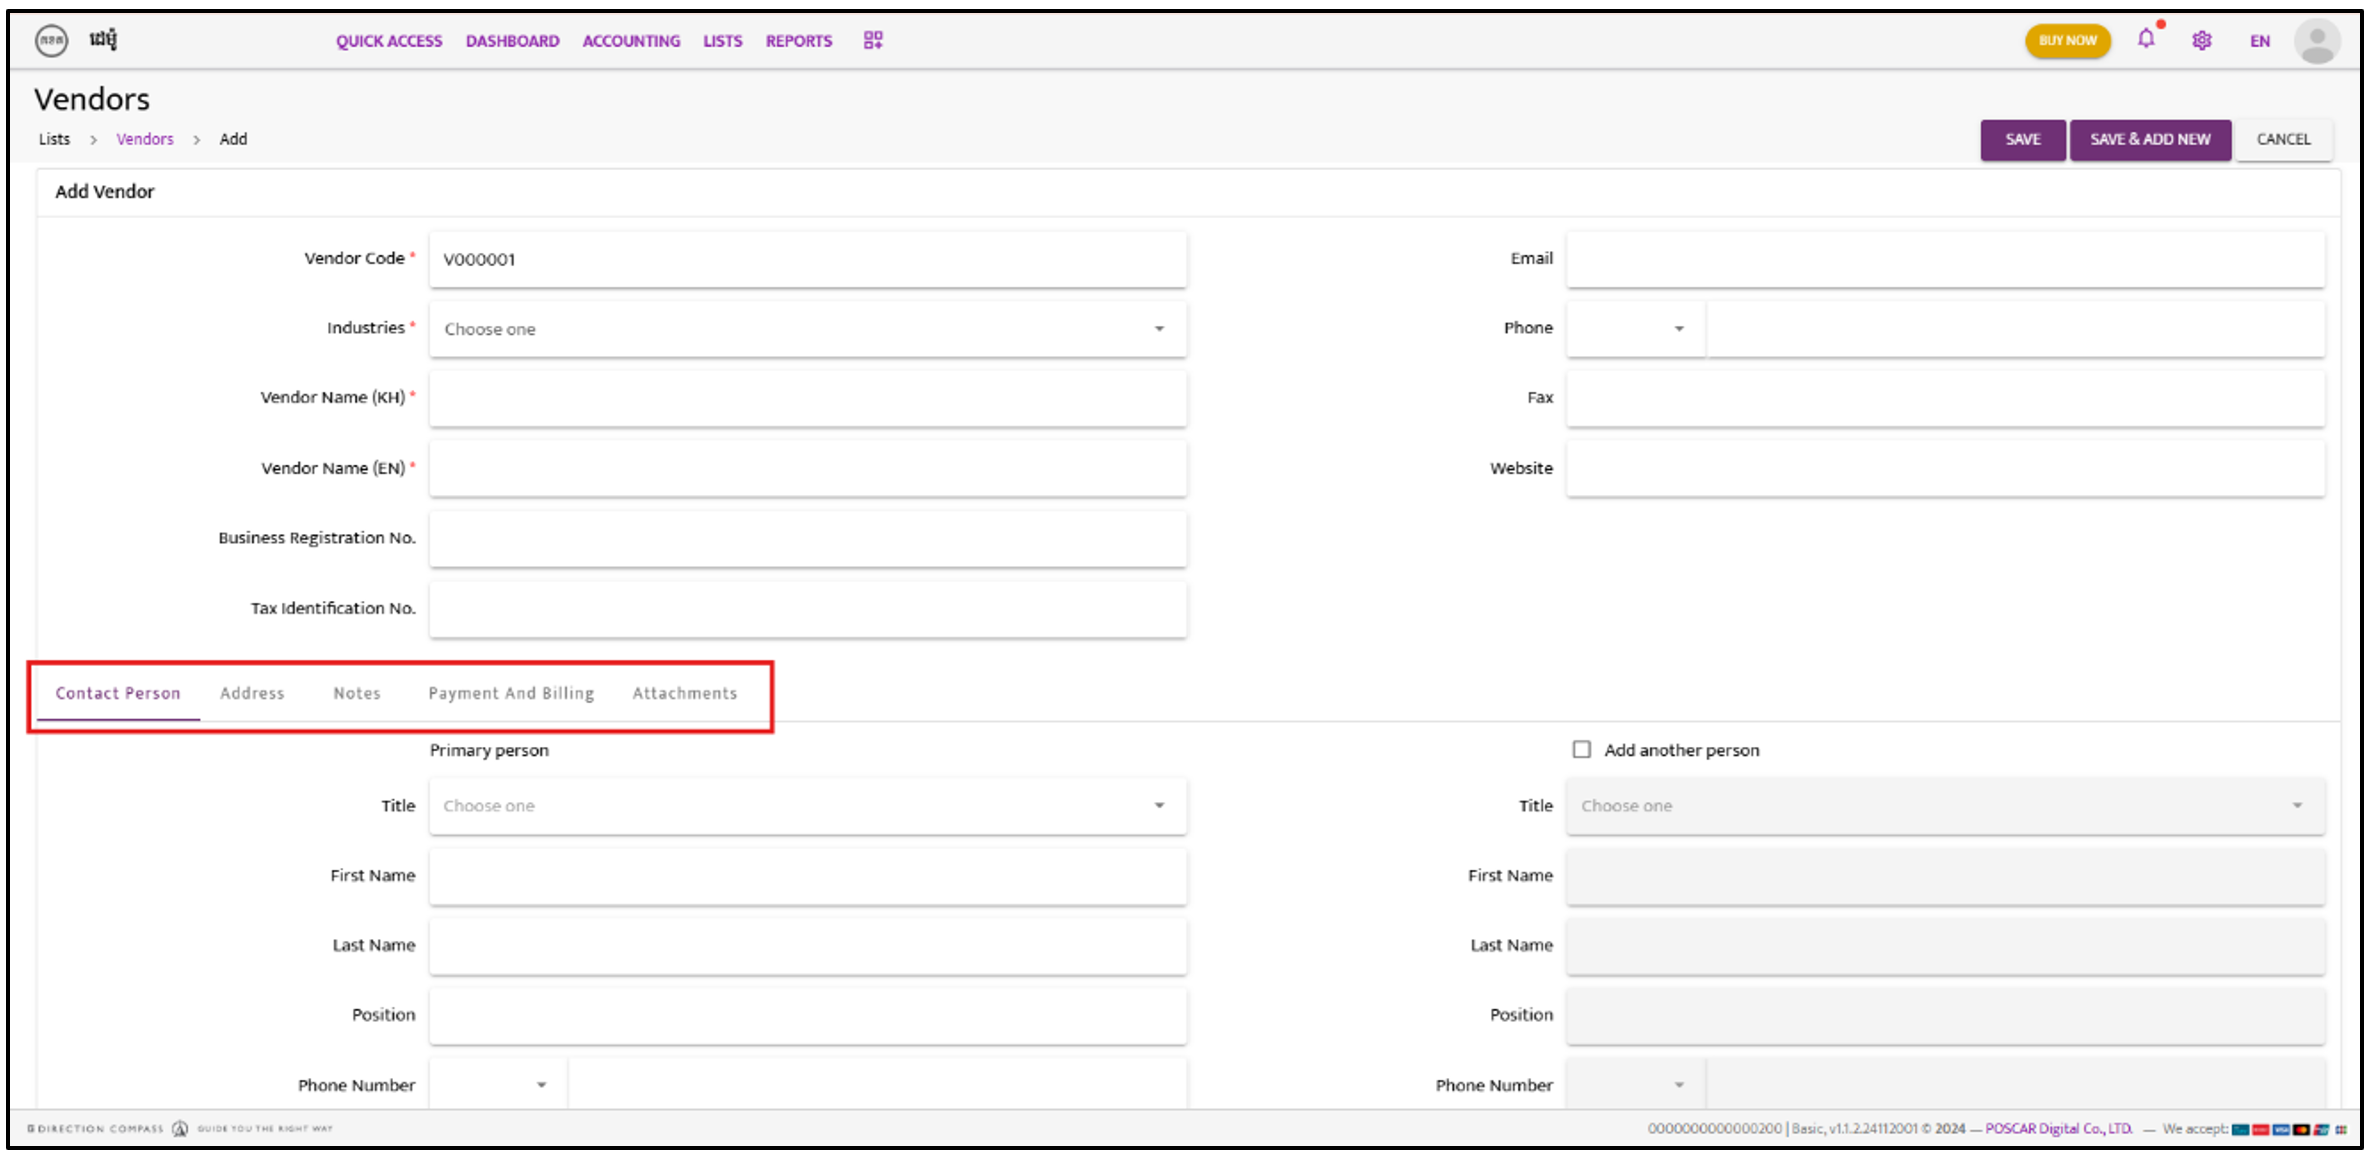 ដេម៉ូ QUICK ACCESS DASHBOARD ACCOUNTING LISTS REPORTS BUY NOW EN
Vendors
Lists > Vendors > Add SAVE SAVE & ADD NEW CANCEL
Add Vendor
Vendor Code * V000001 Email
Industries * Choose one Phone
Vendor Name (KH) * Fax
Vendor Name (EN) * Website
Business Registration No.
Tax Identification No.
Contact Person Address Notes Payment And Billing Attachments
Primary person Add another person
Title Choose one Title Choose one
First Name First Name
Last Name Last Name
Position Position
Phone Number Phone Number
DIRECTION COMPASS GUIDE YOU THE RIGHT WAY 0000000000000200 | Basic, v1.1.2.24112001 © 2024 — POSCAR Digital Co., LTD. — We accept: